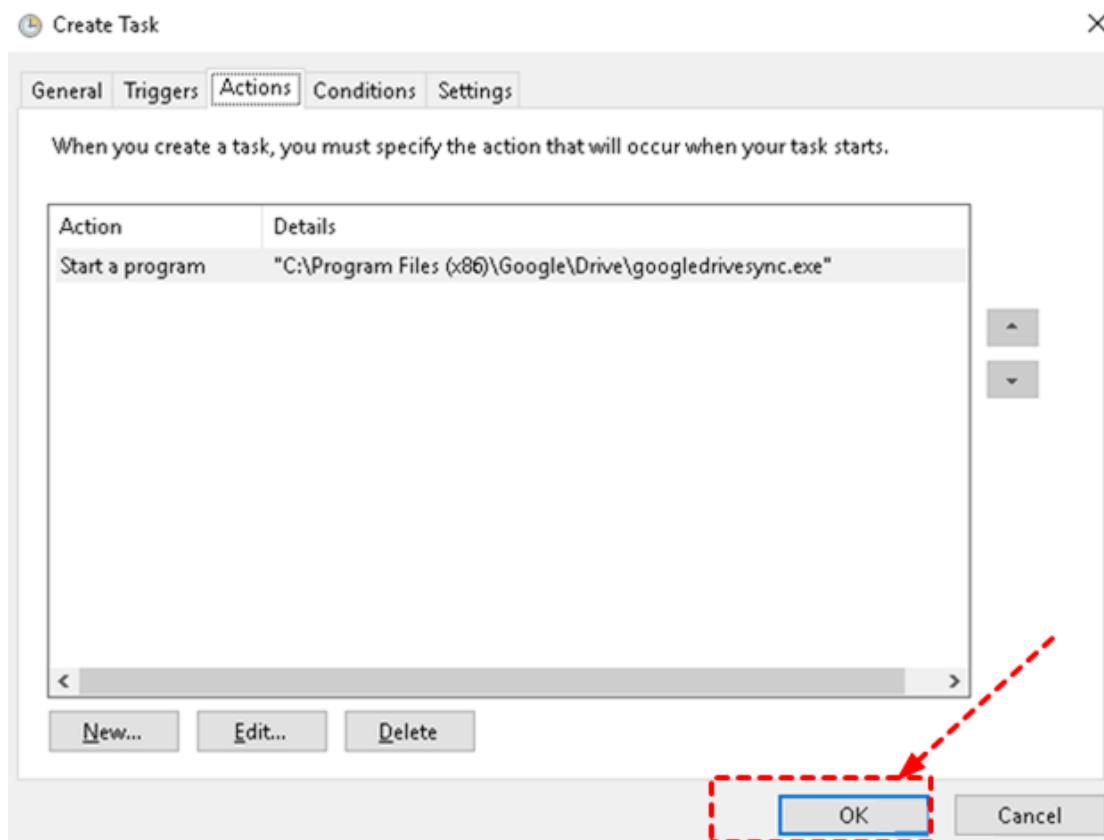 Create Task
General Triggers Actions Conditions Settings
When you create a task, you must specify the action that will occur when your task starts.
Action Details
Start a program "C:\Program Files (x86)\Google\Drive\googledrivesync.exe"
New... Edit... Delete
OK Cancel